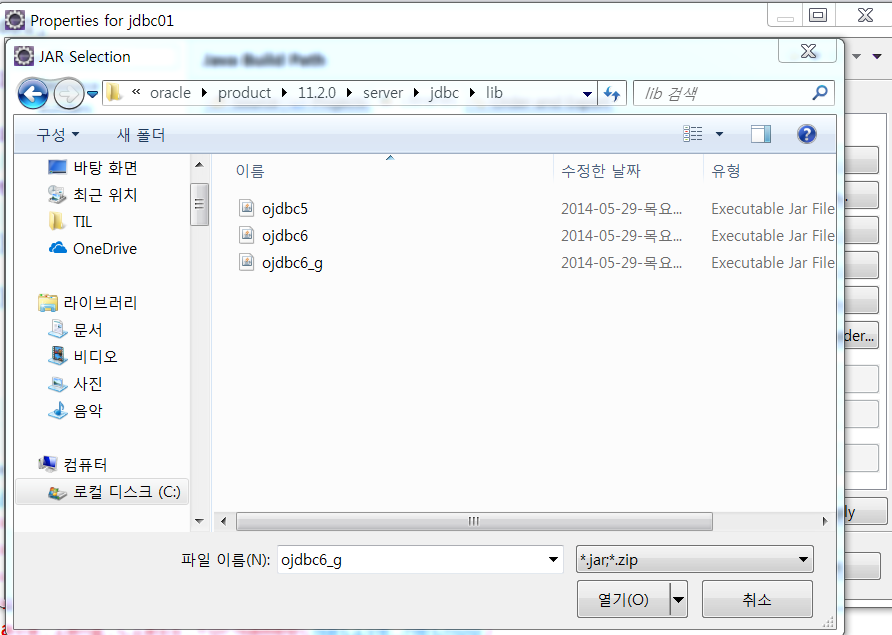 Properties for jdbc01
JAR Selection
Java Build Path
« oracle product 11.2.0 server jdbc lib
lib 검색
구성 새 폴더
바탕 화면
최근 위치
TIL
OneDrive
라이브러리
문서
비디오
사진
음악
컴퓨터
로컬 디스크 (C:)
이름 수정한 날짜 유형
ojdbc5 2014-05-29-목요... Executable Jar File
ojdbc6 2014-05-29-목요... Executable Jar File
ojdbc6_g 2014-05-29-목요... Executable Jar File
der...
ly
파일 이름(N): ojdbc6_g *.jar;*.zip
열기(O) 취소